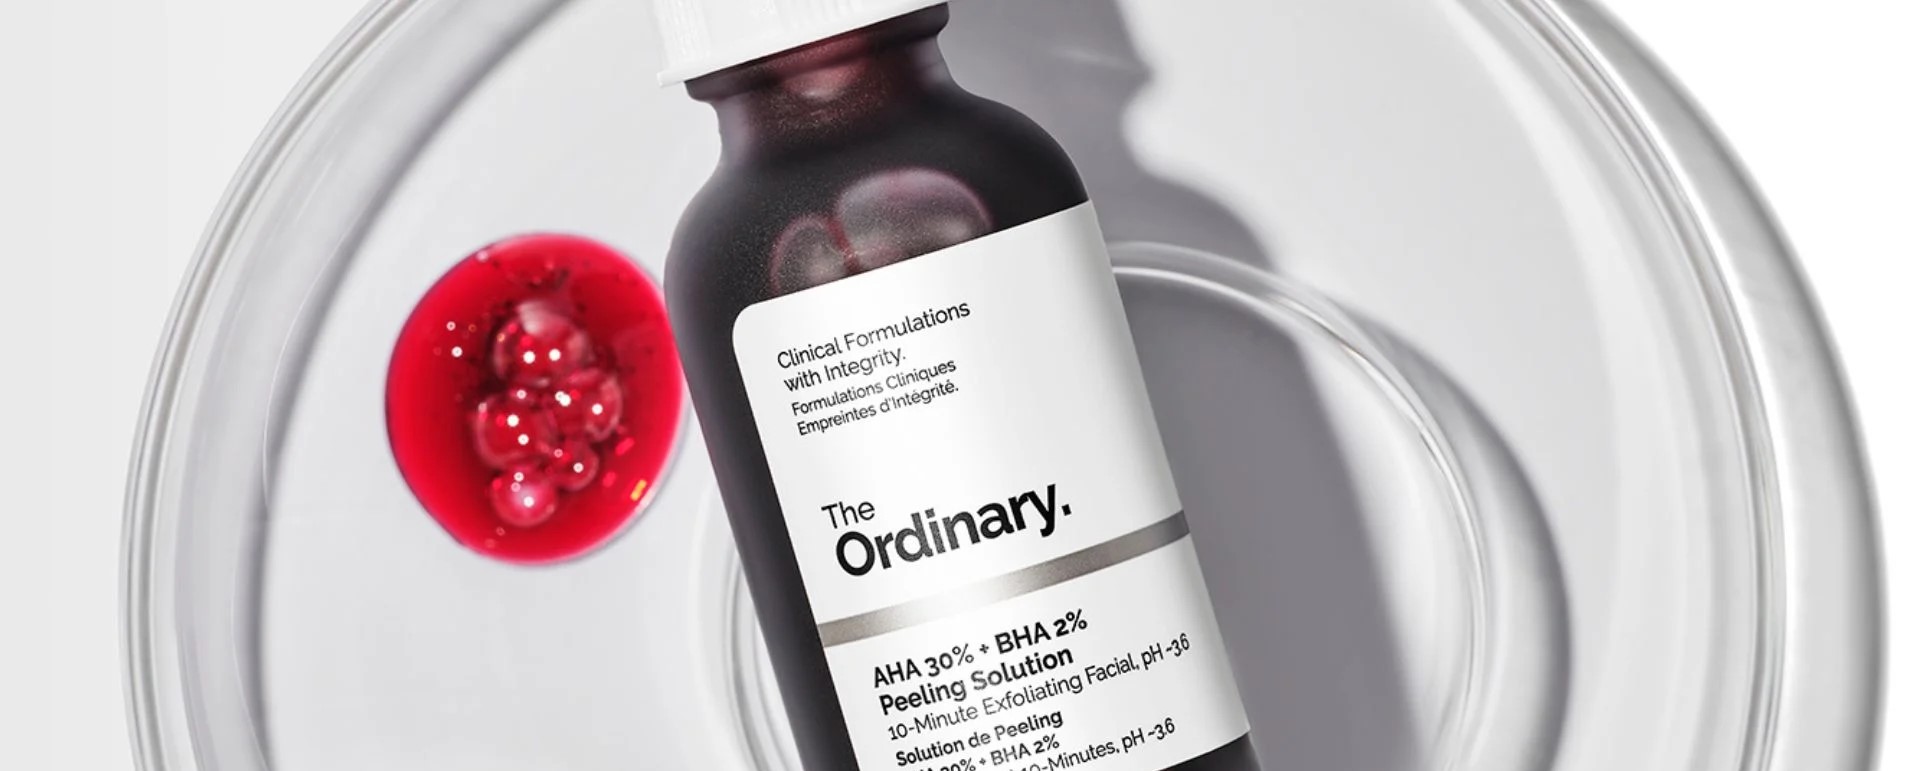 Clinical Formulations
with Integrity.
Formulations Cliniques
Empreintes d'Intégrité.
The
Ordinary.
AHA 30% + BHA 2%
Peeling Solution
10-Minute Exfoliating Facial, pH ~3.6
Solution de Peeling
30% + BHA 2%
10-Minutes, pH ~3.6